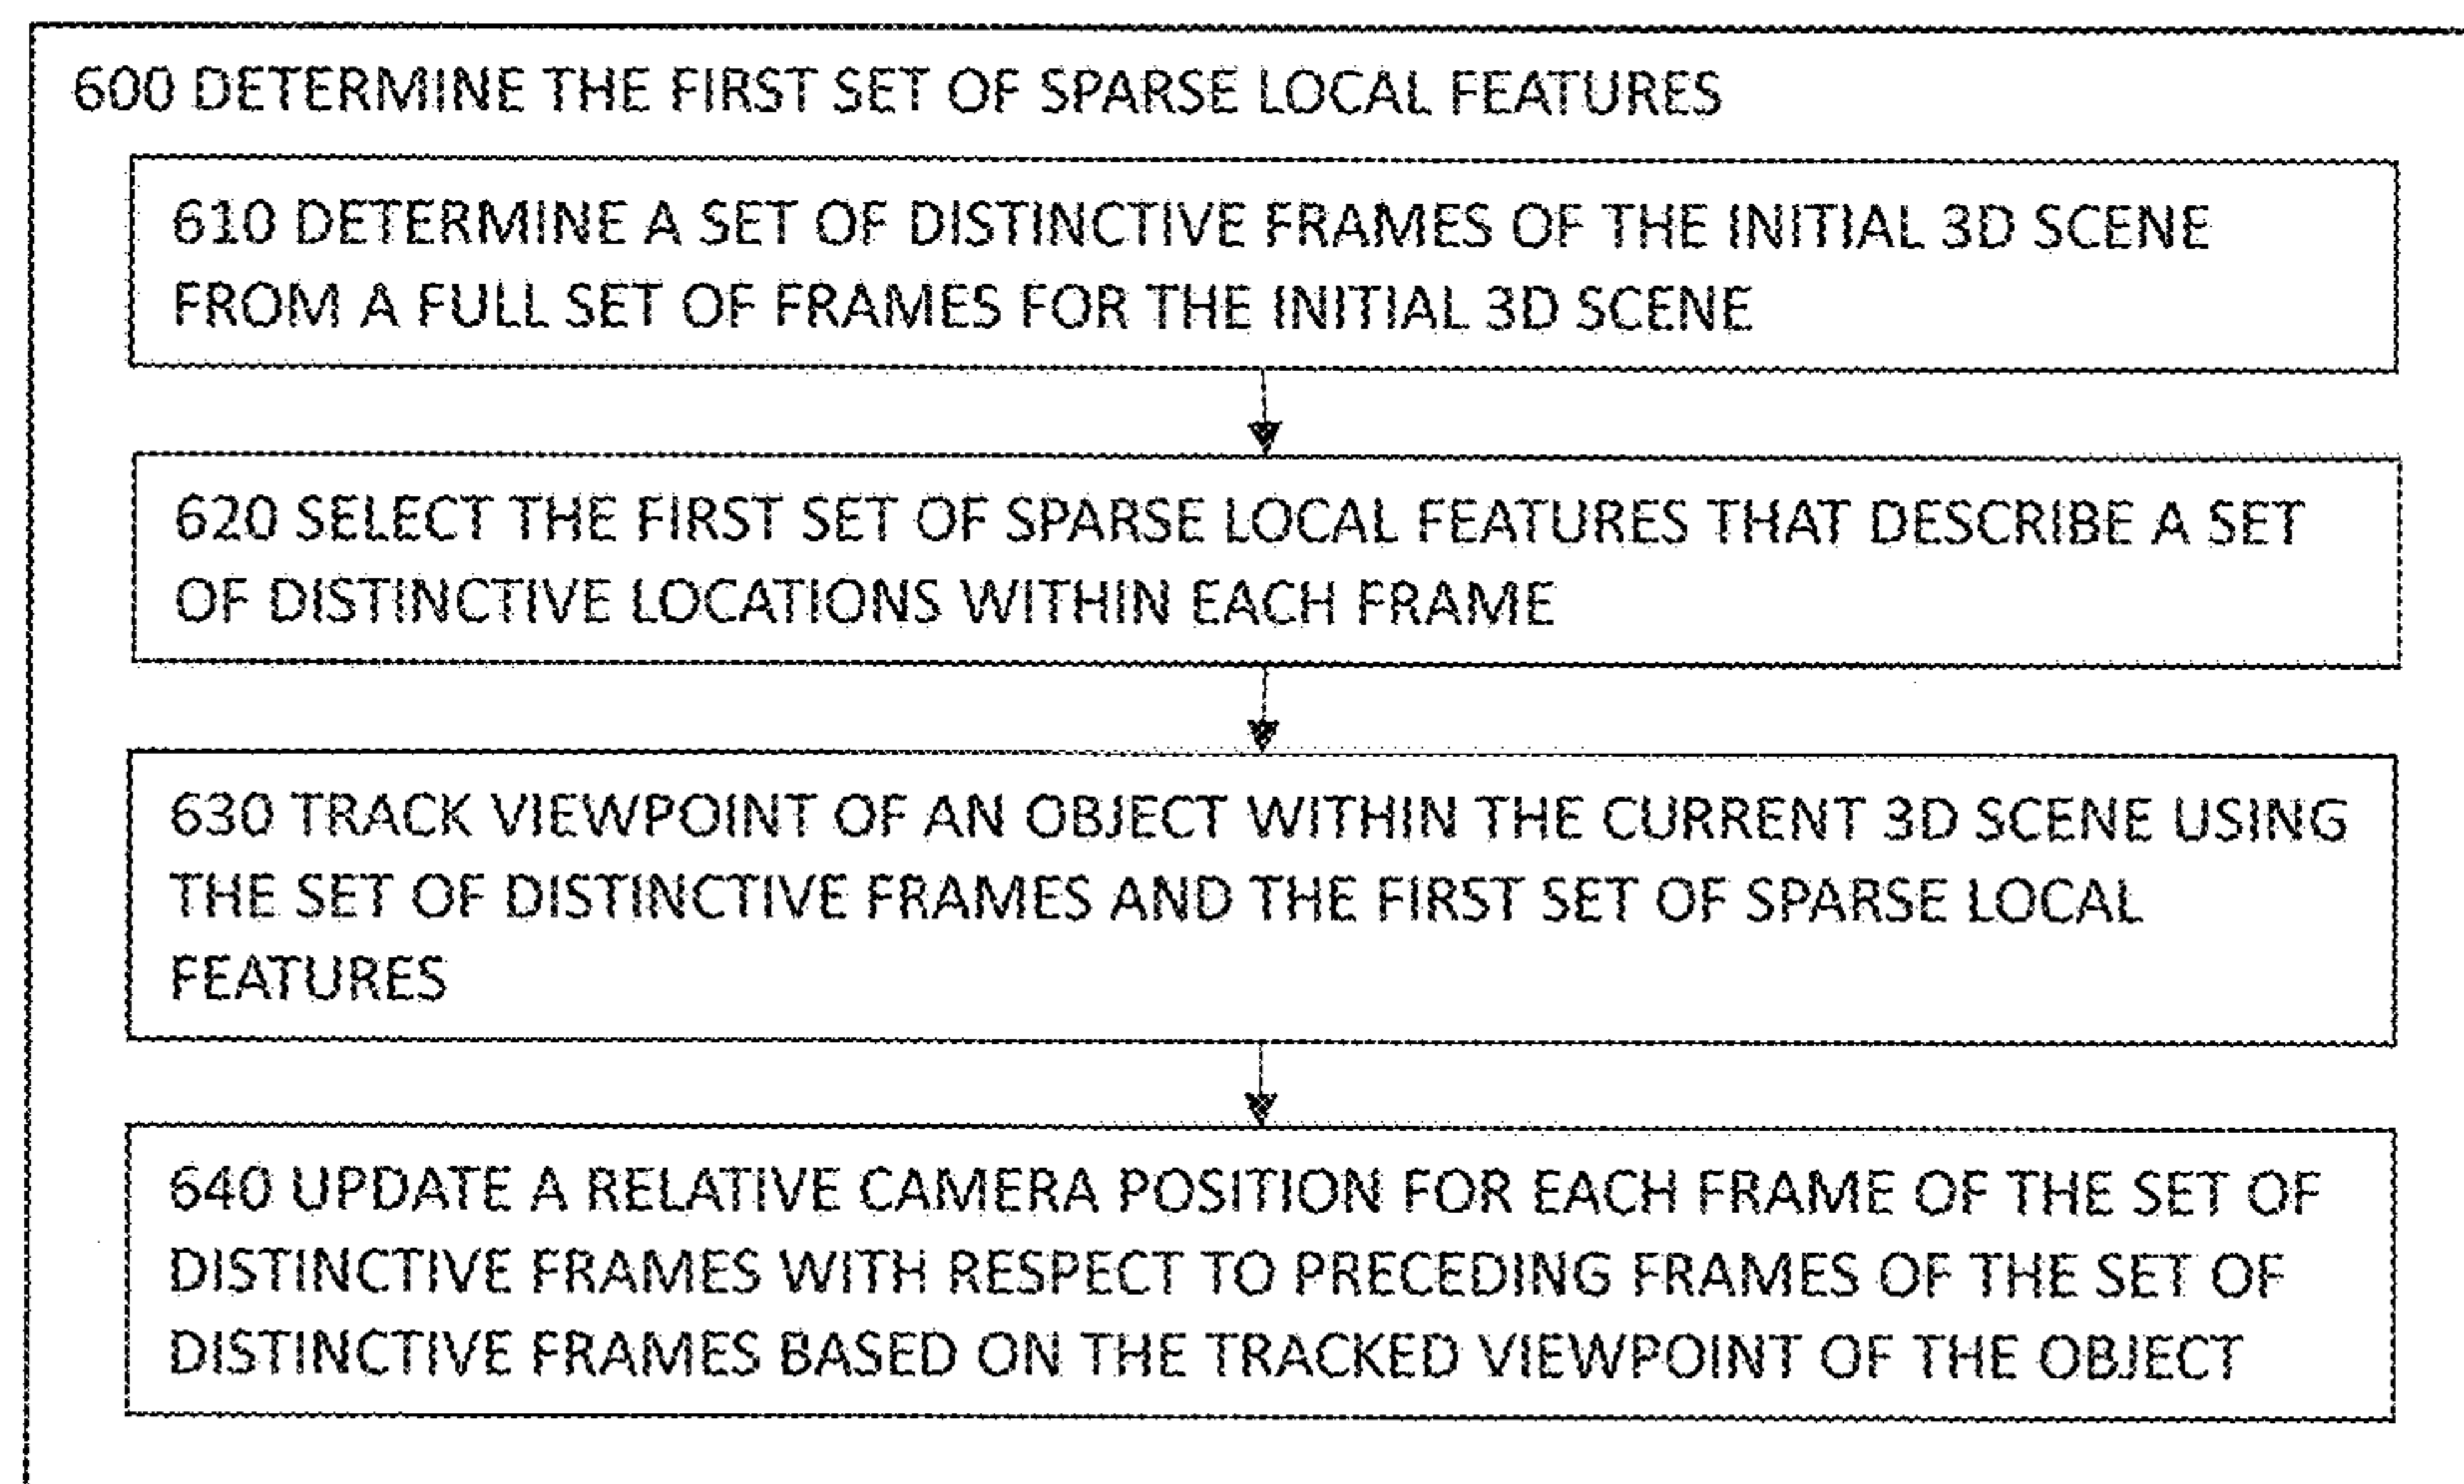 600 DETERMINE THE FIRST SET OF SPARSE LOCAL FEATURES
610 DETERMINE A SET OF DISTINCTIVE FRAMES OF THE INITIAL 3D SCENE
FROM A FULL SET OF FRAMES FOR THE INITIAL 3D SCENE
620 SELECT THE FIRST SET OF SPARSE LOCAL FEATURES THAT DESCRIBE A SET
OF DISTINCTIVE LOCATIONS WITHIN EACH FRAME
630 TRACK VIEWPOINT OF AN OBJECT WITHIN THE CURRENT 3D SCENE USING
THE SET OF DISTINCTIVE FRAMES AND THE FIRST SET OF SPARSE LOCAL
FEATURES
640 UPDATE A RELATIVE CAMERA POSITION FOR EACH FRAME OF THE SET OF
DISTINCTIVE FRAMES WITH RESPECT TO PRECEDING FRAMES OF THE SET OF
DISTINCTIVE FRAMES BASED ON THE TRACKED VIEWPOINT OF THE OBJECT